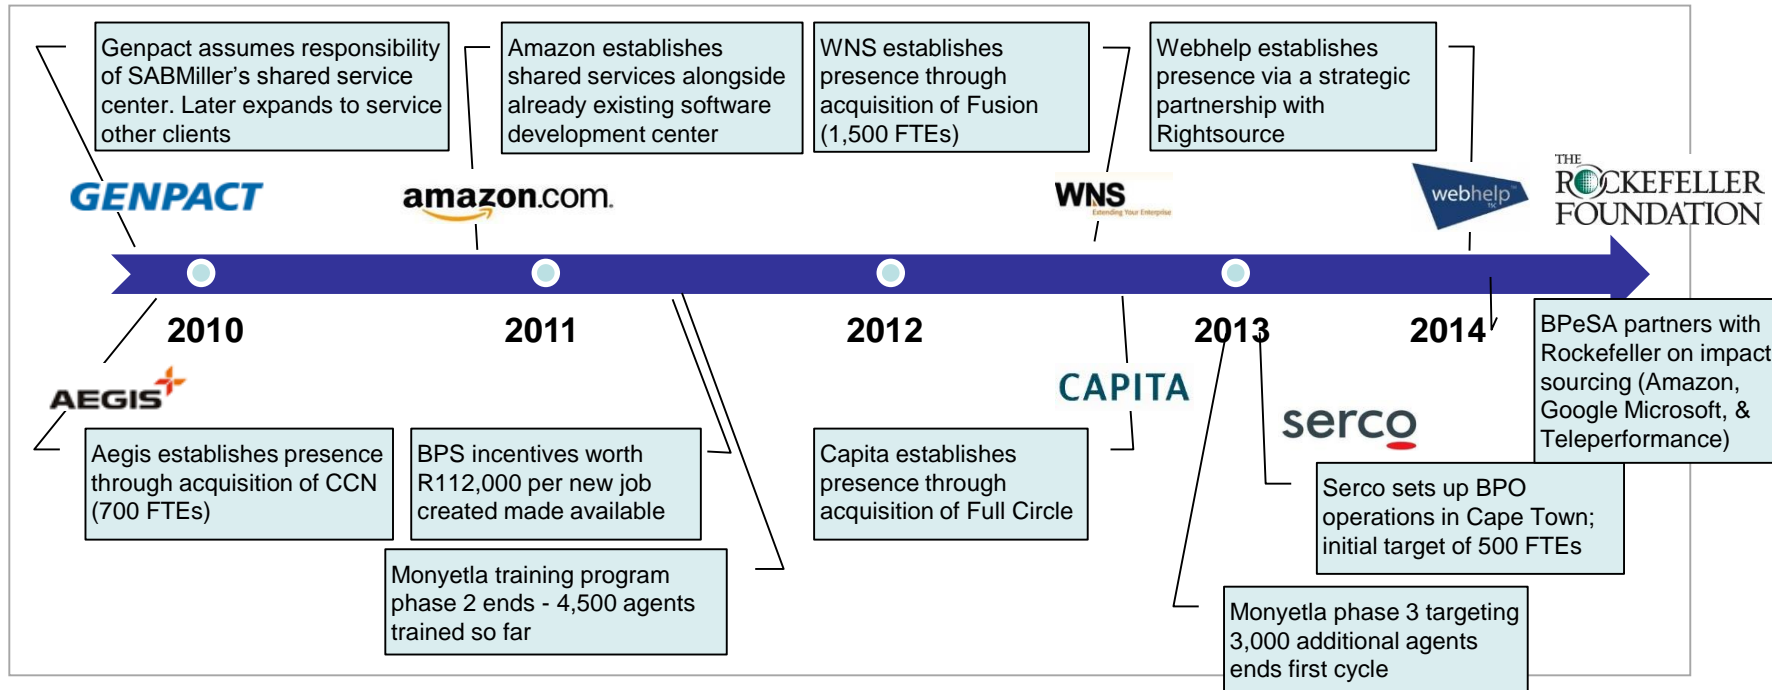 Genpact assumes responsibility
of SABMiller’s shared service
center. Later expands to service
other clients
Amazon establishes
shared services alongside
already existing software
development center
WNS establishes
presence through
acquisition of Fusion
(1,500 FTEs)
Webhelp establishes
presence via a strategic
partnership with
Rightsource
GENPACT
amazon.com.
WNS
Extending Your Enterprise
webhelp™
TSC
THE
ROCKEFELLER
FOUNDATION
2010
2011
2012
2013
2014
AEGIS
CAPITA
serco
BPeSA partners with
Rockefeller on impact
sourcing (Amazon,
Google Microsoft, &
Teleperformance)
Aegis establishes presence
through acquisition of CCN
(700 FTEs)
BPS incentives worth
R112,000 per new job
created made available
Capita establishes
presence through
acquisition of Full Circle
Serco sets up BPO
operations in Cape Town;
initial target of 500 FTEs
Monyetla training program
phase 2 ends - 4,500 agents
trained so far
Monyetla phase 3 targeting
3,000 additional agents
ends first cycle